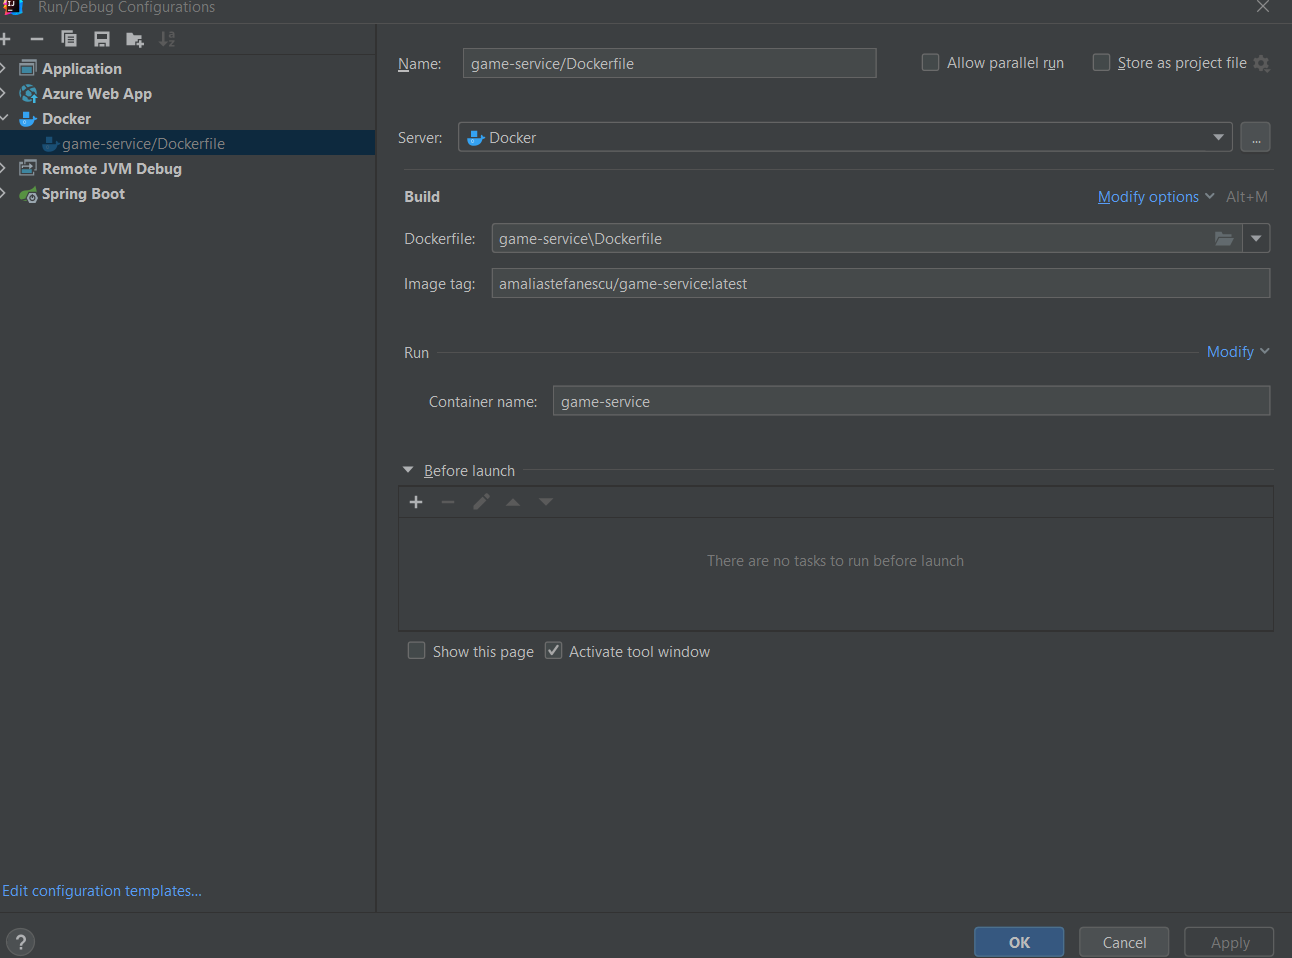 Run/Debug Configurations
Application
Azure Web App
Docker
game-service/Dockerfile
Remote JVM Debug
Spring Boot
Edit configuration templates...
Name: game-service/Dockerfile Allow parallel run Store as project file
Server: Docker ...
Build Modify options Alt+M
Dockerfile: game-service\Dockerfile
Image tag: amaliastefanescu/game-service:latest
Run Modify
Container name: game-service
Before launch
There are no tasks to run before launch
Show this page Activate tool window
? OK Cancel Apply